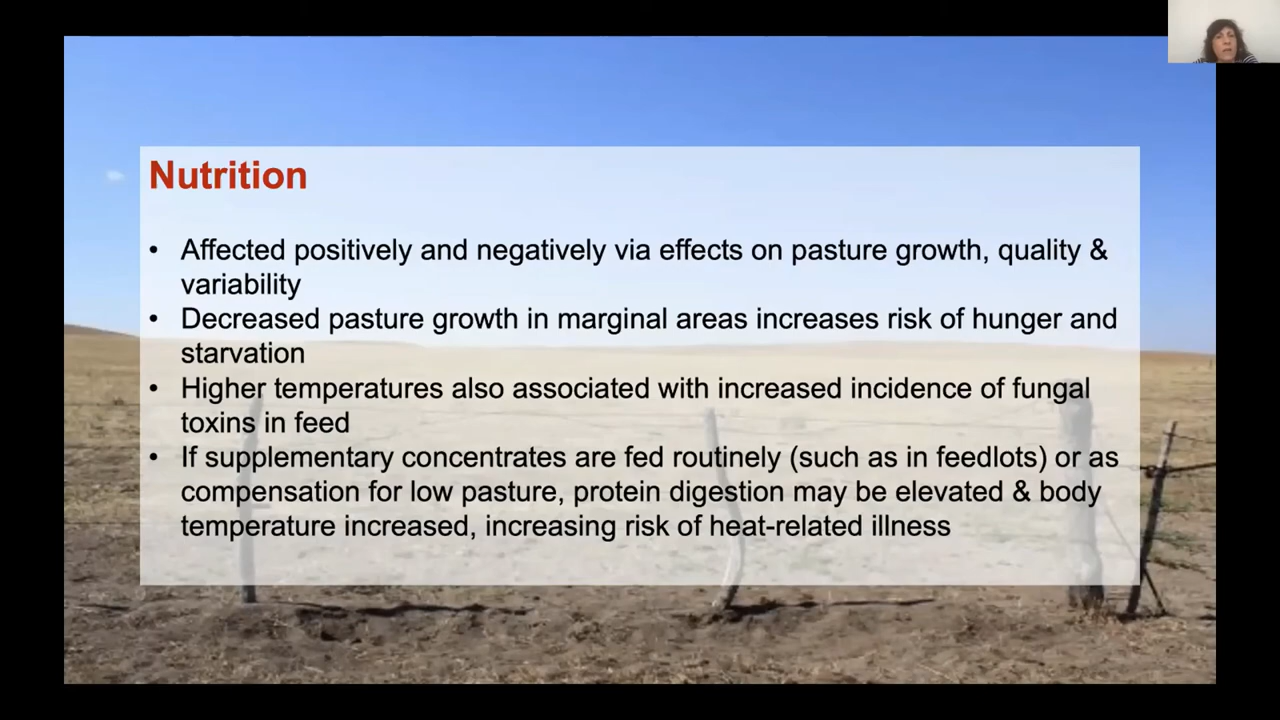 Nutrition
• Affected positively and negatively via effects on pasture growth, quality &
variability
• Decreased pasture growth in marginal areas increases risk of hunger and
starvation
• Higher temperatures also associated with increased incidence of fungal
toxins in feed
• If supplementary concentrates are fed routinely (such as in feedlots) or as
compensation for low pasture, protein digestion may be elevated & body
temperature increased, increasing risk of heat-related illness